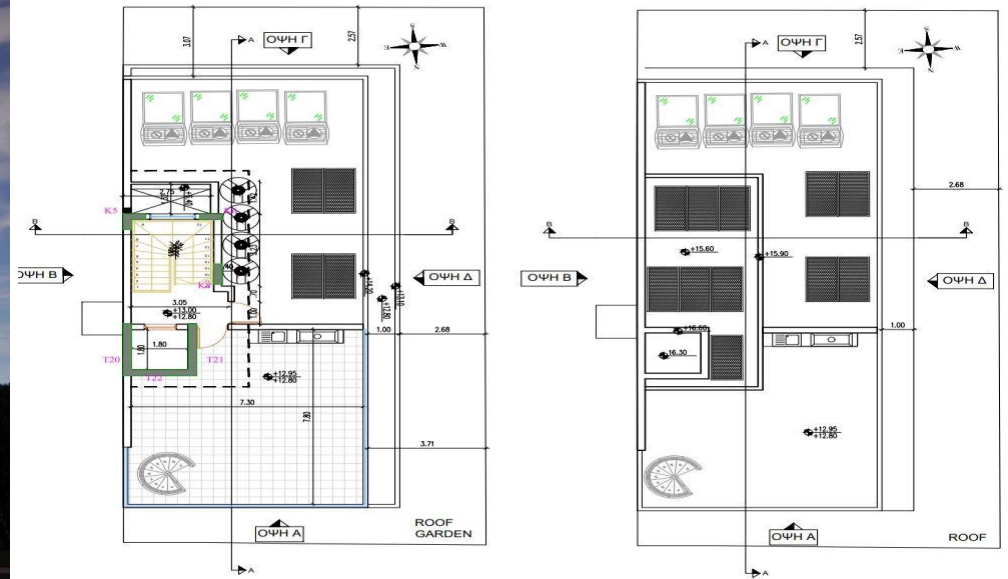 3.07
2.57
A
ΟΨΗ Γ
S
N
2.75
K5
B
B
ΟΨΗ Β
ΟΨΗ Δ
3.05
+13.00
+12.80
1.00
2.68
1.80
1.80
T20
T21
T22
+12.95
+12.80
7.30
7.80
3.71
ΟΨΗ Α
ROOF
GARDEN
A
2.57
A
ΟΨΗ Γ
S
N
2.68
B
B
+15.60
+15.90
ΟΨΗ Β
ΟΨΗ Δ
1.00
+16.60
16.30
+12.95
+12.80
ΟΨΗ Α
ROOF
A